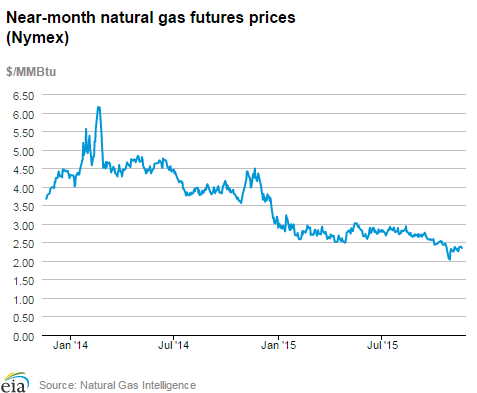 Near-month natural gas futures prices
(Nymex)
$/MMBtu
6.50
6.00
5.50
5.00
4.50
4.00
3.50
3.00
2.50
2.00
1.50
1.00
0.50
0.00
Jan '14 Jul '14 Jan '15 Jul '15
eia Source: Natural Gas Intelligence